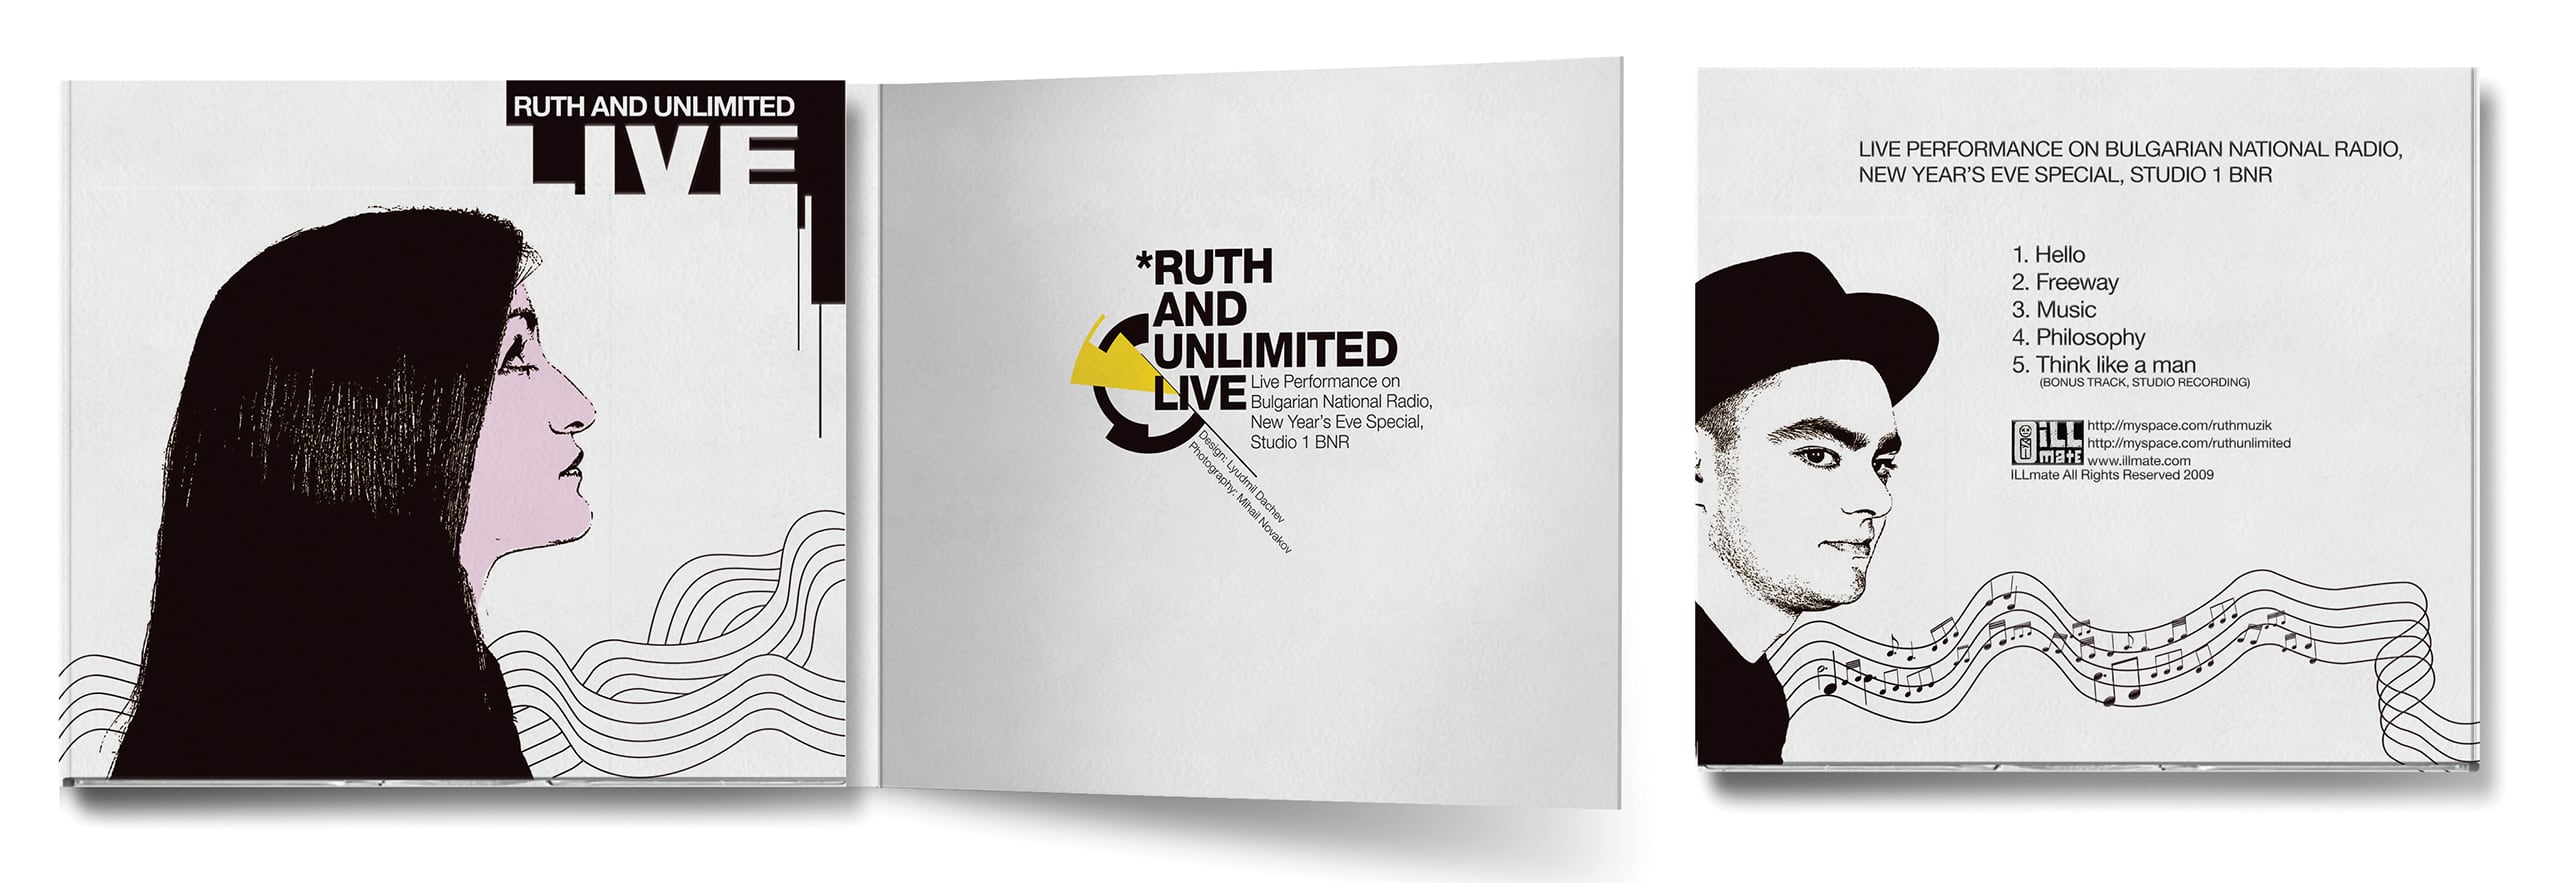 RUTH AND UNLIMITED
LIVE
*RUTH
AND
UNLIMITED
LIVE
Live Performance on
Bulgarian National Radio,
New Year's Eve Special,
Studio 1 BNR
Design: Lyudmil Dachev
Photography: Mihail Novakov
LIVE PERFORMANCE ON BULGARIAN NATIONAL RADIO,
NEW YEAR'S EVE SPECIAL, STUDIO 1 BNR
1. Hello
2. Freeway
3. Music
4. Philosophy
5. Think like a man
(BONUS TRACK, STUDIO RECORDING)
iLL
mate
http://myspace.com/ruthmuzik
http://myspace.com/ruthunlimited
www.illmate.com
ILLmate All Rights Reserved 2009